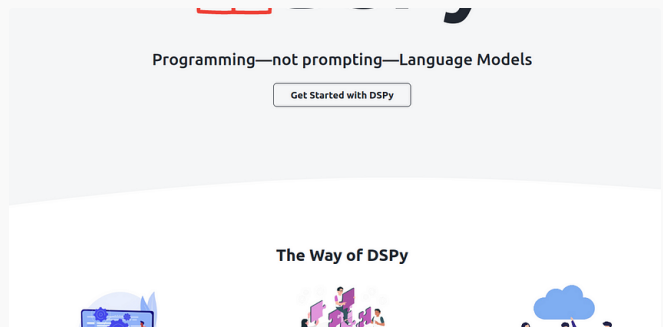 Programming—not prompting—Language Models
Get Started with DSPy
The Way of DSPy